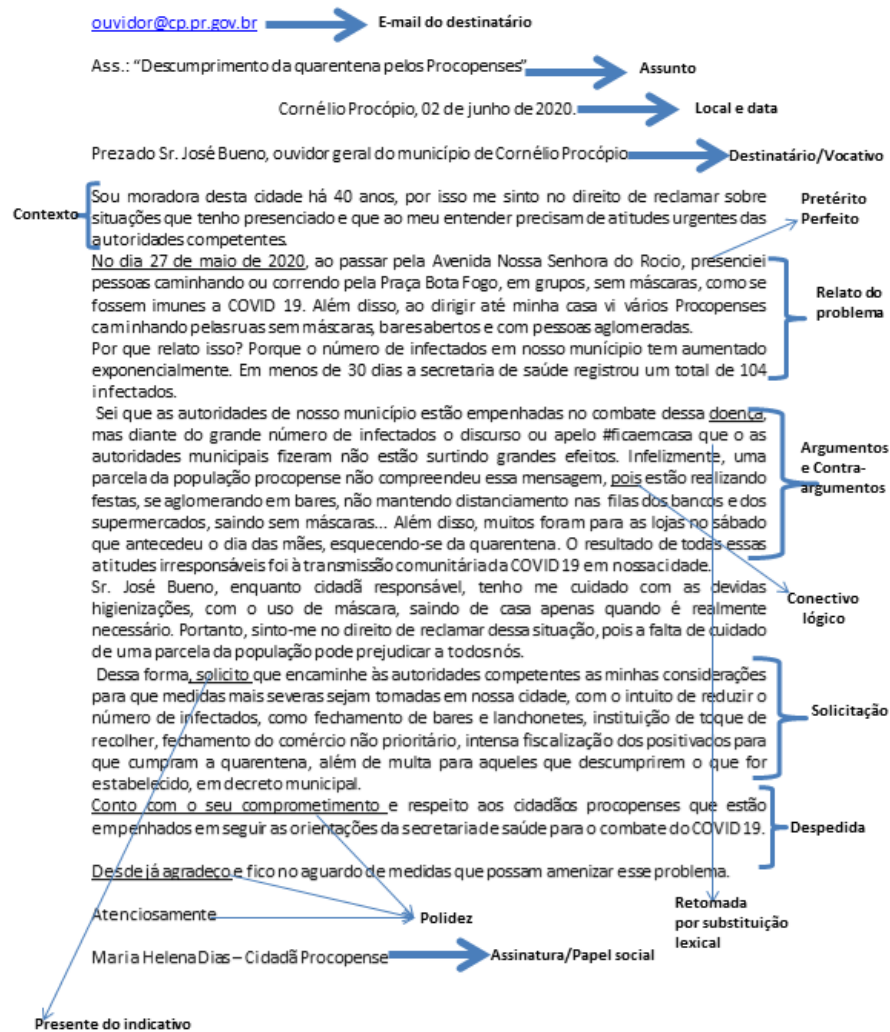 ouvidor@cp.pr.gov.br E-mail do destinatário
Ass.: “Descumprimento da quarentena pelos Procopenses” Assunto
Cornélio Procópio, 02 de junho de 2020. Local e data
Prezado Sr. José Bueno, ouvidor geral do município de Cornélio Procópio Destinatário/Vocativo
Contexto
Sou moradora desta cidade há 40 anos, por isso me sinto no direito de reclamar sobre
situações que tenho presenciado e que ao meu entender precisam de atitudes urgentes das
autoridades competentes.
Pretérito
Perfeito
No dia 27 de maio de 2020, ao passar pela Avenida Nossa Senhora do Rocio, presenciei
pessoas caminhando ou correndo pela Praça Bota Fogo, em grupos, sem máscaras, como se
fossem imunes a COVID 19. Além disso, ao dirigir até minha casa vi vários Procopenses
caminhando pelas ruas sem máscaras, bares abertos e com pessoas aglomeradas.
Por que relato isso? Porque o número de infectados em nosso munícipio tem aumentado
exponencialmente. Em menos de 30 dias a secretaria de saúde registrou um total de 104
infectados.
Relato do
problema
Sei que as autoridades de nosso município estão empenhadas no combate dessa doença,
mas diante do grande número de infectados o discurso ou apelo #ficaemcasa que o as
autoridades municipais fizeram não estão surtindo grandes efeitos. Infelizmente, uma
parcela da população procopense não compreendeu essa mensagem, pois estão realizando
festas, se aglomerando em bares, não mantendo distanciamento nas filas dos bancos e dos
supermercados, saindo sem máscaras... Além disso, muitos foram para as lojas no sábado
que antecedeu o dia das mães, esquecendo-se da quarentena. O resultado de todas essas
atitudes irresponsáveis foi à transmissão comunitária da COVID 19 em nossa cidade.
Argumentos
e Contra-
argumentos
Sr. José Bueno, enquanto cidadã responsável, tenho me cuidado com as devidas
higienizações, com o uso de máscara, saindo de casa apenas quando é realmente
necessário. Portanto, sinto-me no direito de reclamar dessa situação, pois a falta de cuidado
de uma parcela da população pode prejudicar a todos nós.
Conectivo
lógico
Dessa forma, solicito que encaminhe às autoridades competentes as minhas considerações
para que medidas mais severas sejam tomadas em nossa cidade, com o intuito de reduzir o
número de infectados, como fechamento de bares e lanchonetes, instituição de toque de
recolher, fechamento do comércio não prioritário, intensa fiscalização dos positivados para
que cumpram a quarentena, além de multa para aqueles que descumprirem o que for
estabelecido, em decreto municipal.
Solicitação
Conto com o seu comprometimento e respeito aos cidadãos procopenses que estão
empenhados em seguir as orientações da secretaria de saúde para o combate do COVID 19.
Despedida
Desde já agradeço e fico no aguardo de medidas que possam amenizar esse problema.
Atenciosamente Polidez
Retomada
por substituição
lexical
Maria Helena Dias – Cidadã Procopense Assinatura/Papel social
Presente do indicativo